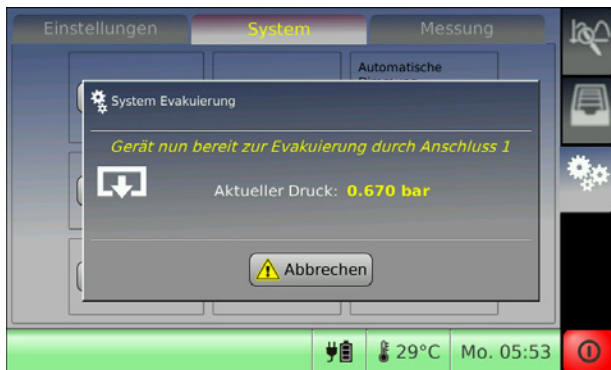 Einstellungen
System
Messung
Automatische
System Evakuierung
Gerät nun bereit zur Evakuierung durch Anschluss 1
Aktueller Druck: 0.670 bar
Abbrechen
29°C
Mo. 05:53